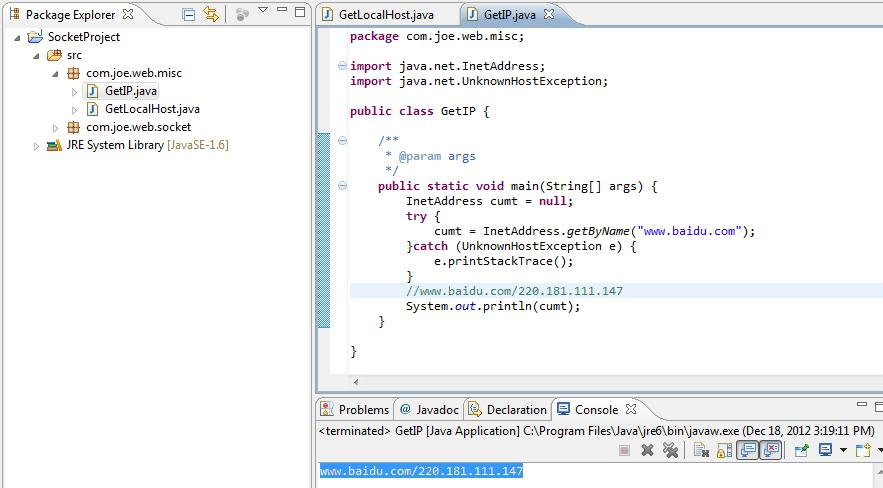 Package Explorer
SocketProject
src
com.joe.web.misc
GetIP.java
GetLocalHost.java
com.joe.web.socket
JRE System Library [JavaSE-1.6]
GetLocalHost.java
GetIP.java
package com.joe.web.misc;
import java.net.InetAddress;
import java.net.UnknownHostException;
public class GetIP {
/**
* @param args
*/
public static void main(String[] args) {
InetAddress cumt = null;
try {
cumt = InetAddress.getByName("www.baidu.com");
}catch (UnknownHostException e) {
e.printStackTrace();
}
//www.baidu.com/220.181.111.147
System.out.println(cumt);
}
}
Problems @ Javadoc Declaration Console
<terminated> GetIP [Java Application] C:\Program Files\Java\jre6\bin\javaw.exe (Dec 18, 2012 3:19:11 PM)
www.baidu.com/220.181.111.147